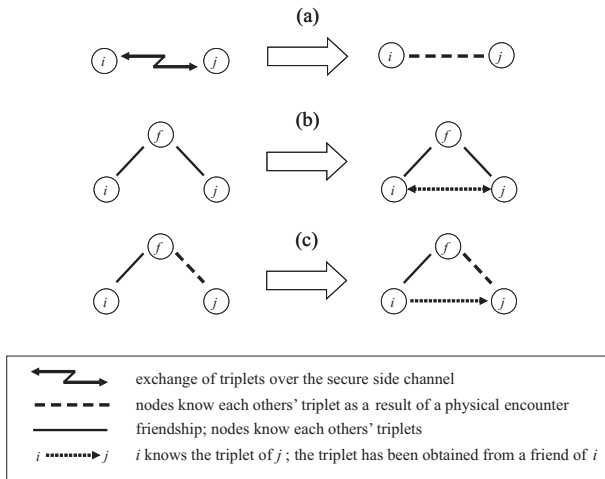 (a)
i j i j
(b)
f f
i j i j
(c)
f f
i j i j
exchange of triplets over the secure side channel
nodes know each others' triplet as a result of a physical encounter
friendship; nodes know each others' triplets
i j i knows the triplet of j ; the triplet has been obtained from a friend of i